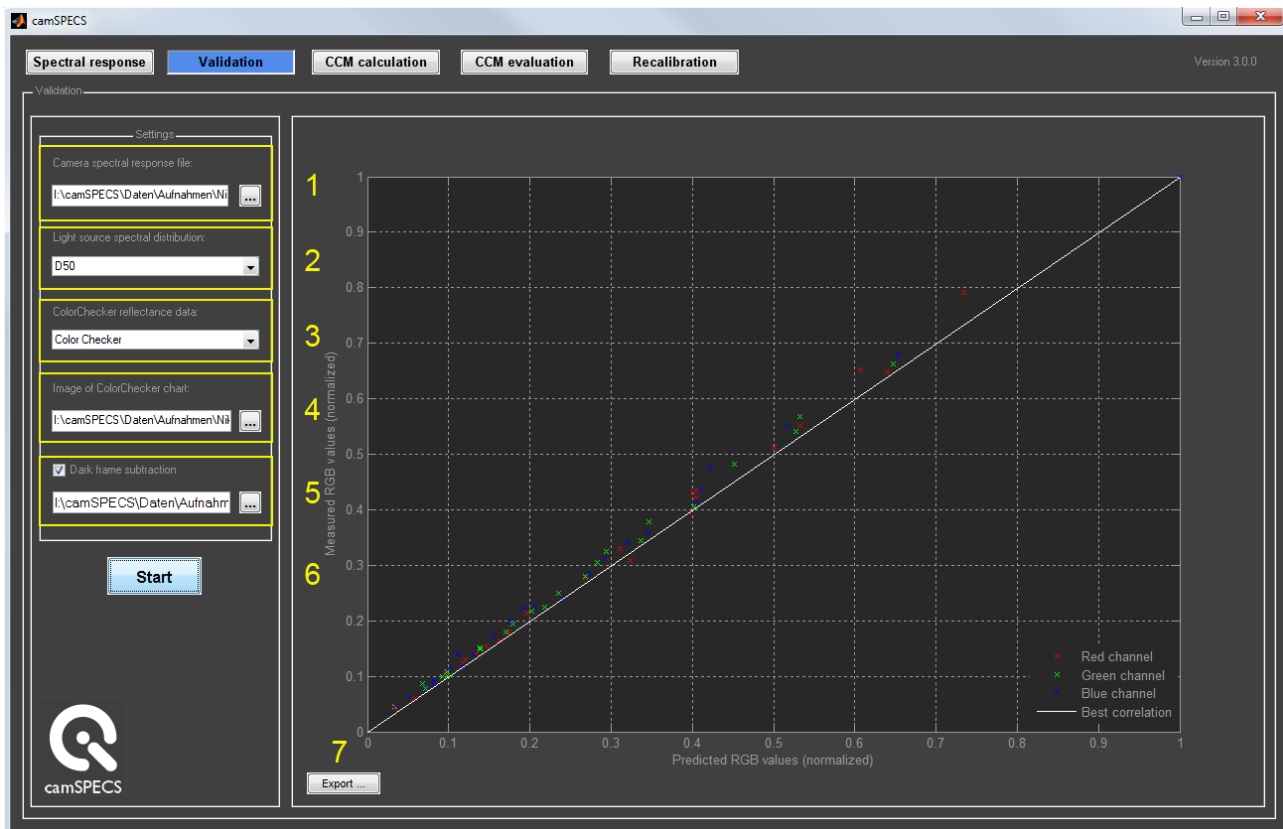 camSPECS
Spectral response
Validation
CCM calculation
CCM evaluation
Recalibration
Version 3.0.0
Validation
Settings
Camera spectral response file:
I:\camSPECS\Daten\Aufnahmen\Ni
...
Light source spectral distribution:
D50
ColorChecker reflectance data:
Color Checker
Image of ColorChecker chart:
I:\camSPECS\Daten\Aufnahmen\Nik
...
Dark frame subtraction
I:\camSPECS\Daten\Aufnahm
...
Start
camSPECS
1
2
3
4
5
6
7
Measured RGB values (normalized)
1
0.9
0.8
0.7
0.6
0.5
0.4
0.3
0.2
0.1
0
0
0.1
0.2
0.3
0.4
0.5
0.6
0.7
0.8
0.9
1
Predicted RGB values (normalized)
Red channel
Green channel
Blue channel
Best correlation
Export ...